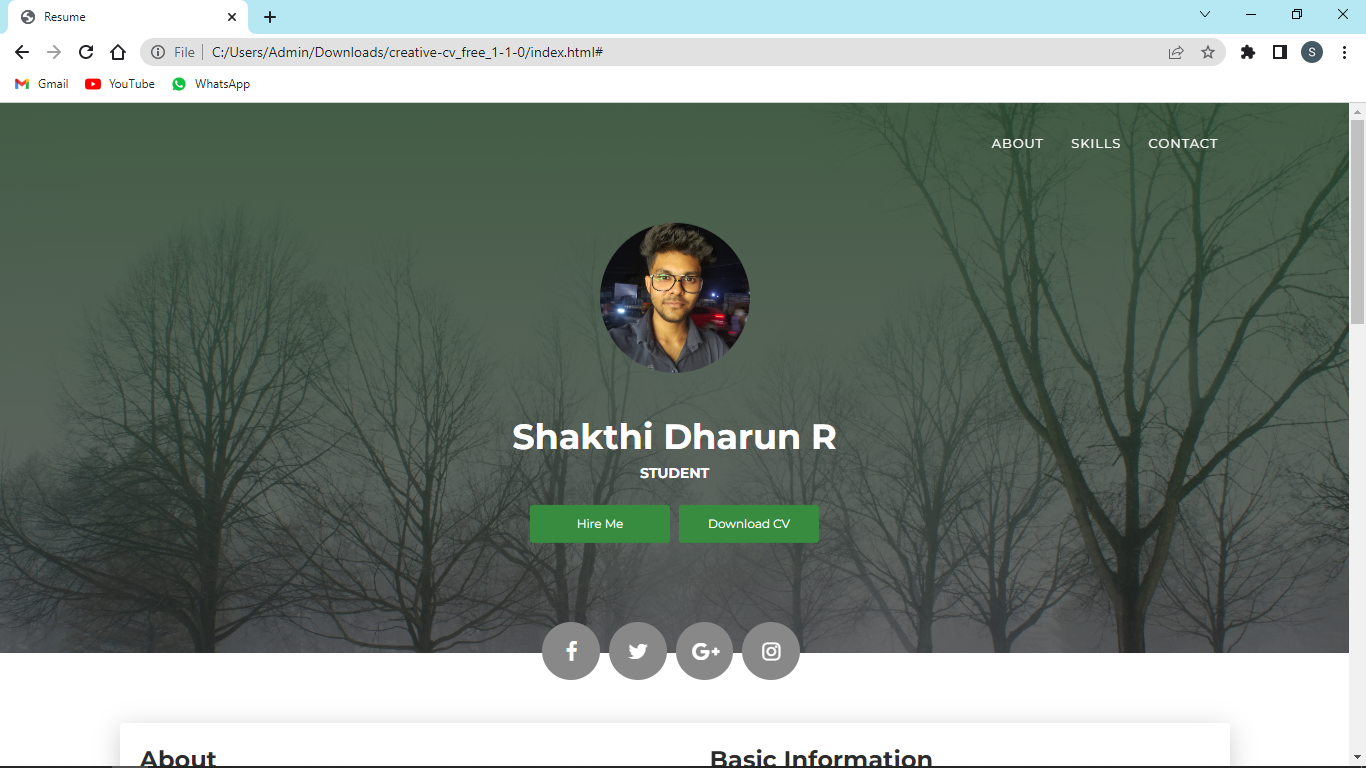 Resume
File
C:/Users/Admin/Downloads/creative-cv_free_1-1-0/index.html#
S
Gmail
YouTube
WhatsApp
ABOUT SKILLS CONTACT
Shakthi Dharun R
STUDENT
Hire Me
Download CV
G+
About
Basic Information